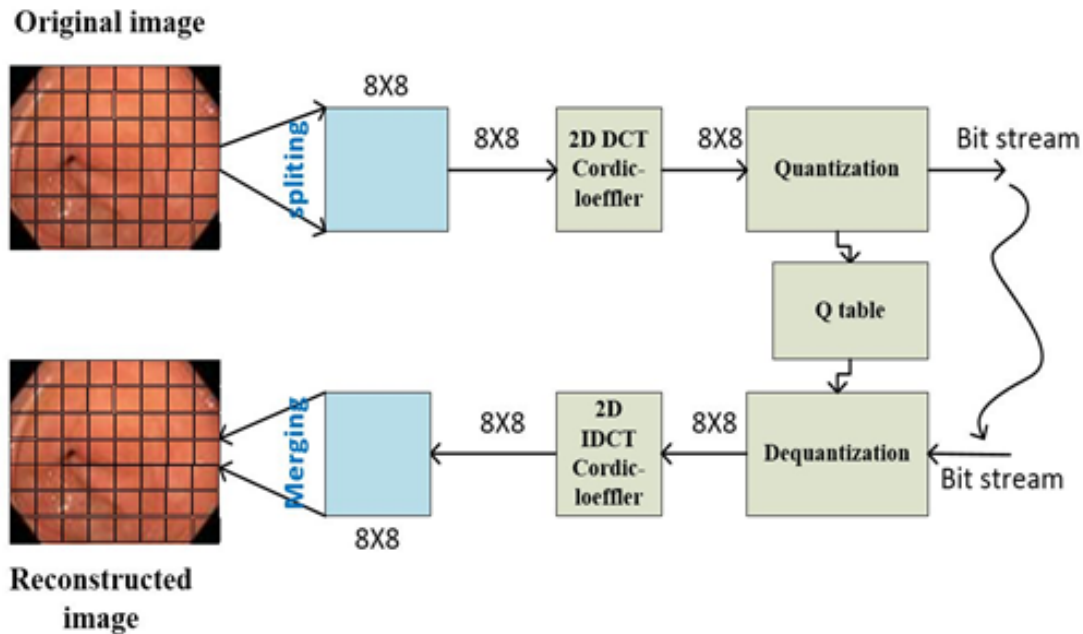 Original image
8X8
spliting
8X8
2D DCT
Cordic-
loeffler
8X8
Quantization
Bit stream
Q table
Merging
8X8
8X8
2D
IDCT
Cordic-
loeffler
8X8
Dequantization
Bit stream
Reconstructed
image